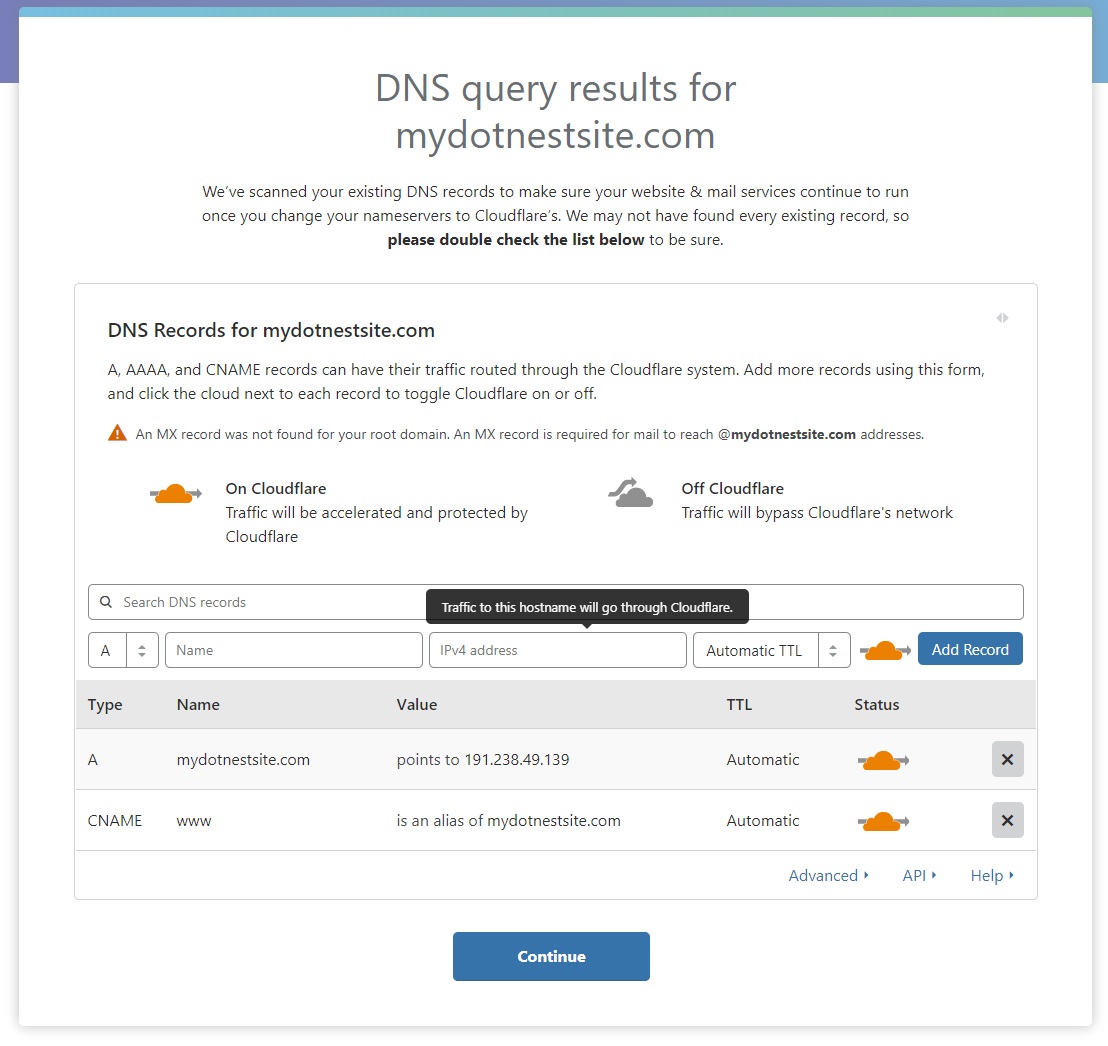 DNS query results for
mydotnestsite.com
We've scanned your existing DNS records to make sure your website & mail services continue to run
once you change your nameservers to Cloudflare's. We may not have found every existing record, so
please double check the list below to be sure.
DNS Records for mydotnestsite.com
A, AAAA, and CNAME records can have their traffic routed through the Cloudflare system. Add more records using this form,
and click the cloud next to each record to toggle Cloudflare on or off.
An MX record was not found for your root domain. An MX record is required for mail to reach @mydotnestsite.com addresses.
On Cloudflare
Traffic will be accelerated and protected by
Cloudflare
Off Cloudflare
Traffic will bypass Cloudflare's network
Search DNS records
Traffic to this hostname will go through Cloudflare.
A Name IPv4 address Automatic TTL Add Record
Type Name Value TTL Status
A mydotnestsite.com points to 191.238.49.139 Automatic
CNAME www is an alias of mydotnestsite.com Automatic
Advanced API Help
Continue